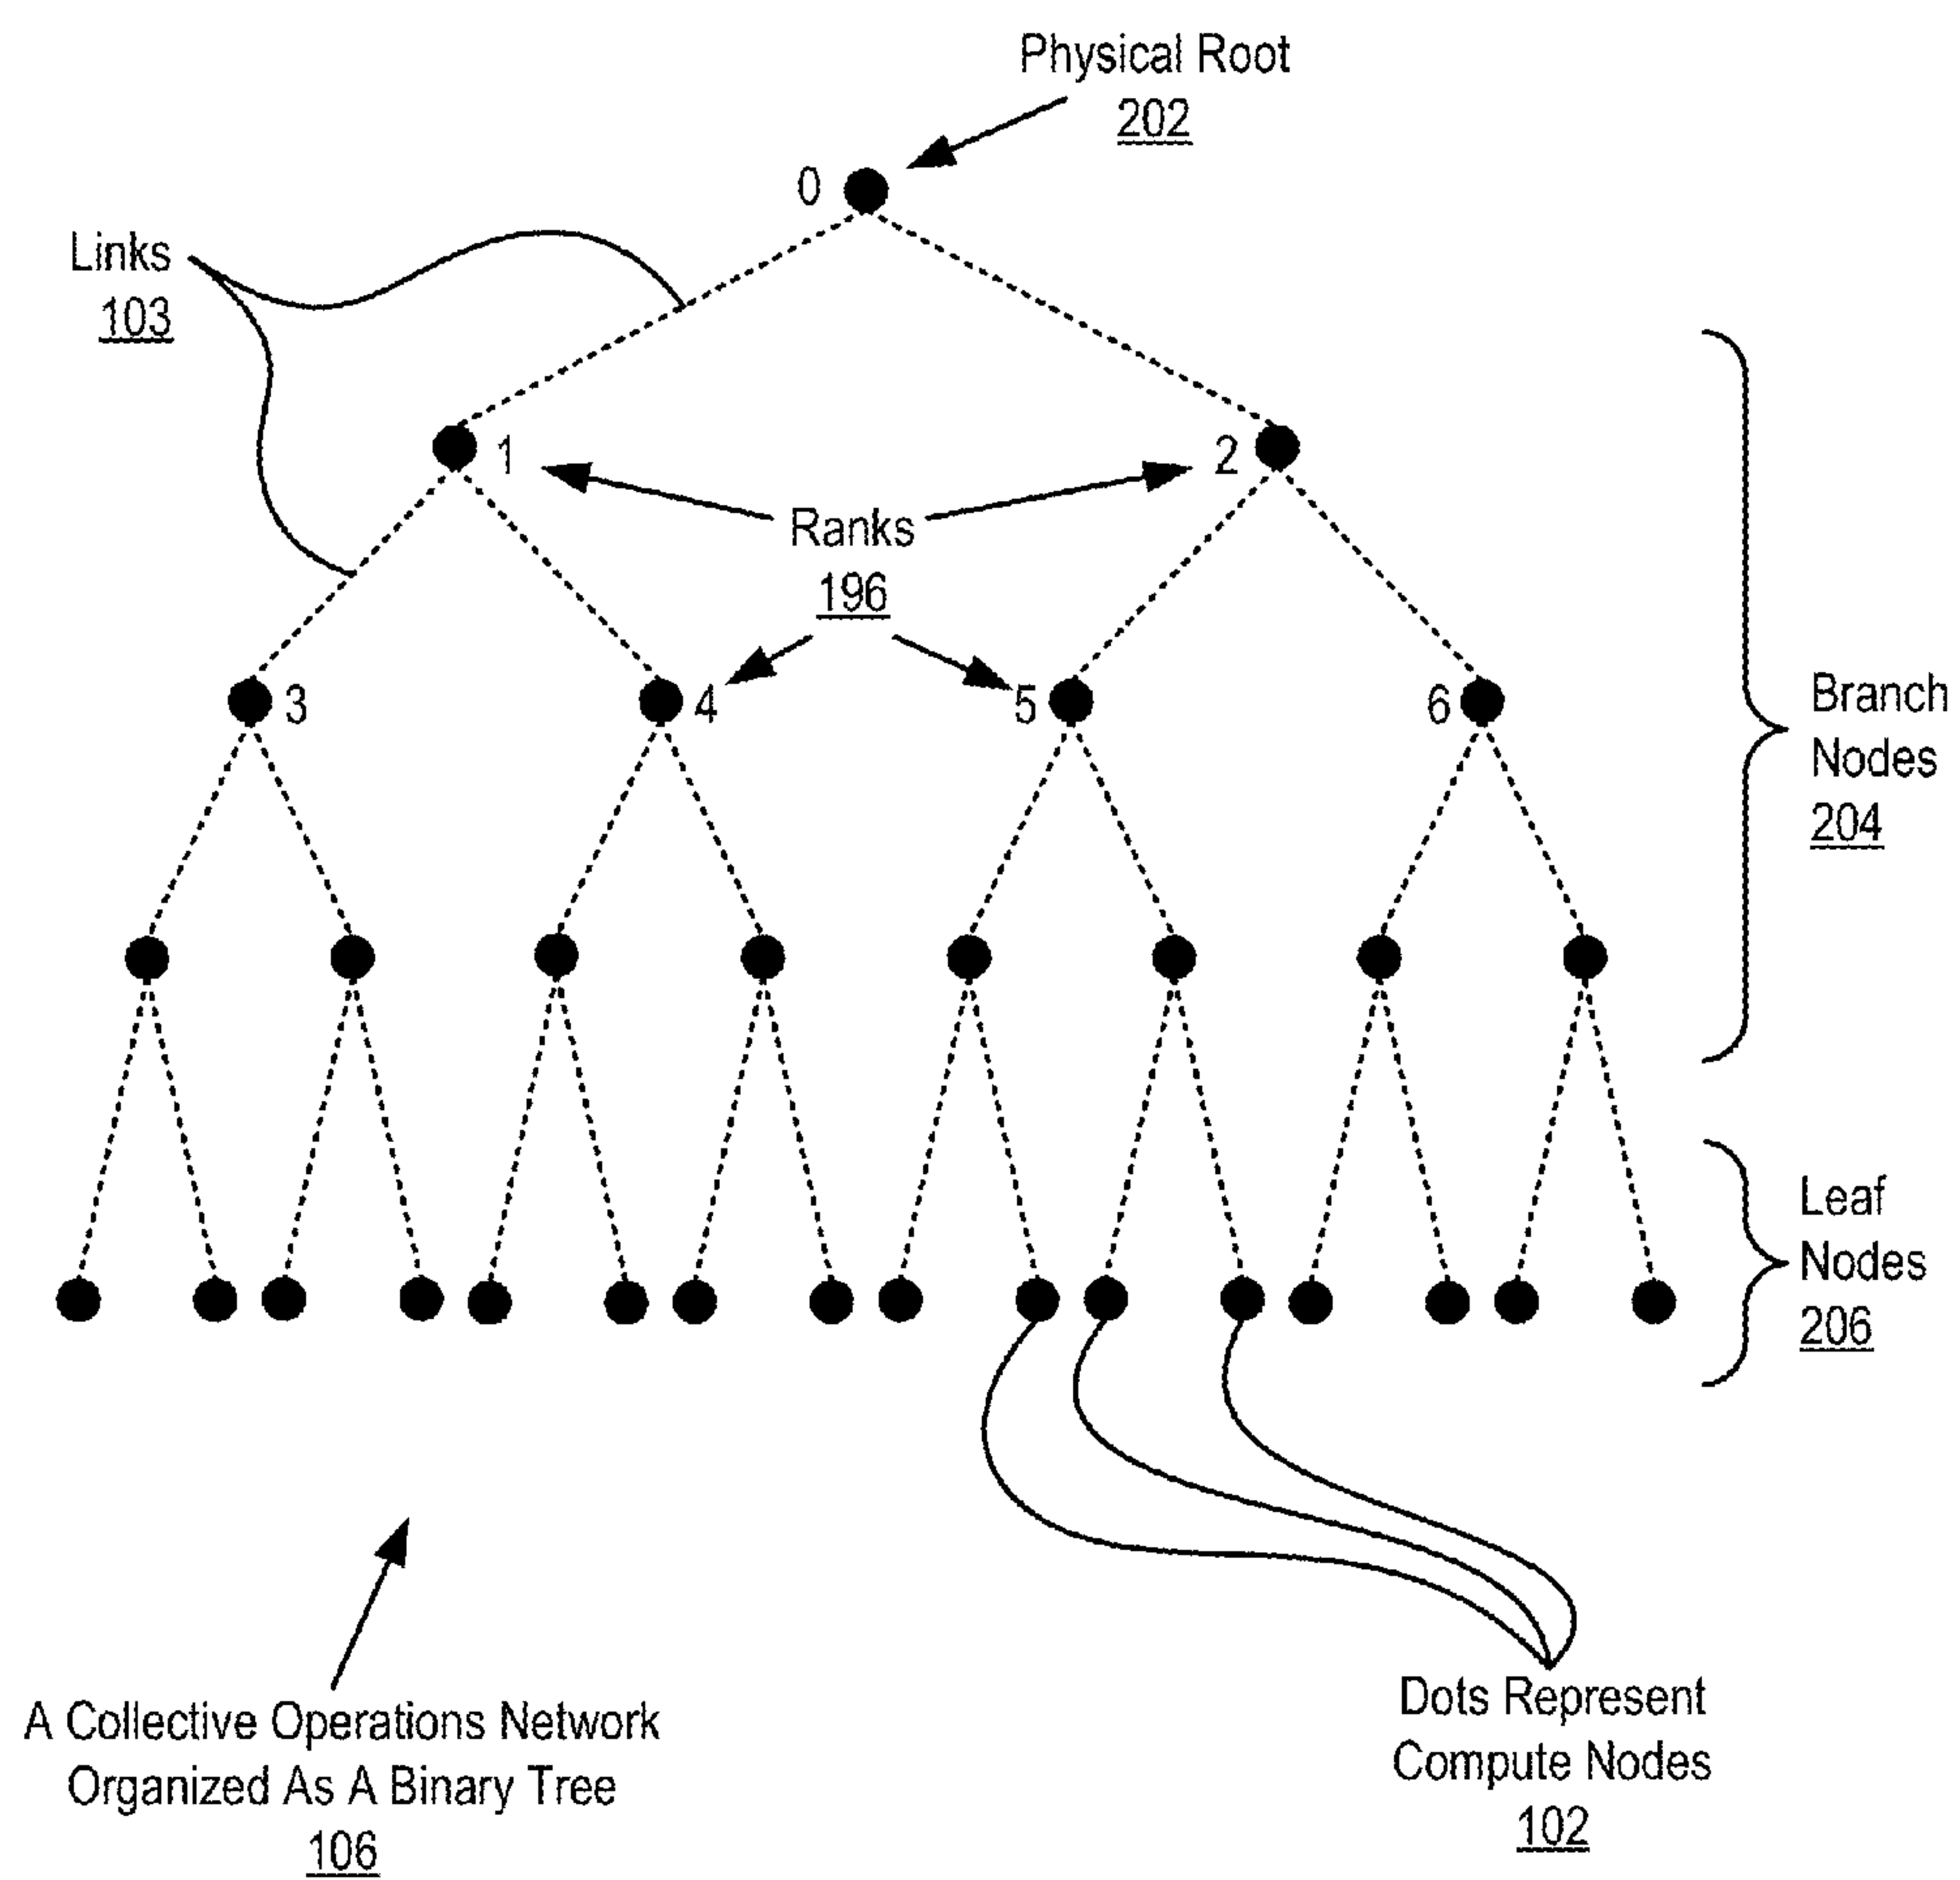 Physical Root
202
0
Links
103
1
2
Ranks
196
3
4
5
6
Branch
Nodes
204
Leaf
Nodes
206
Dots Represent
Compute Nodes
102
A Collective Operations Network
Organized As A Binary Tree
106